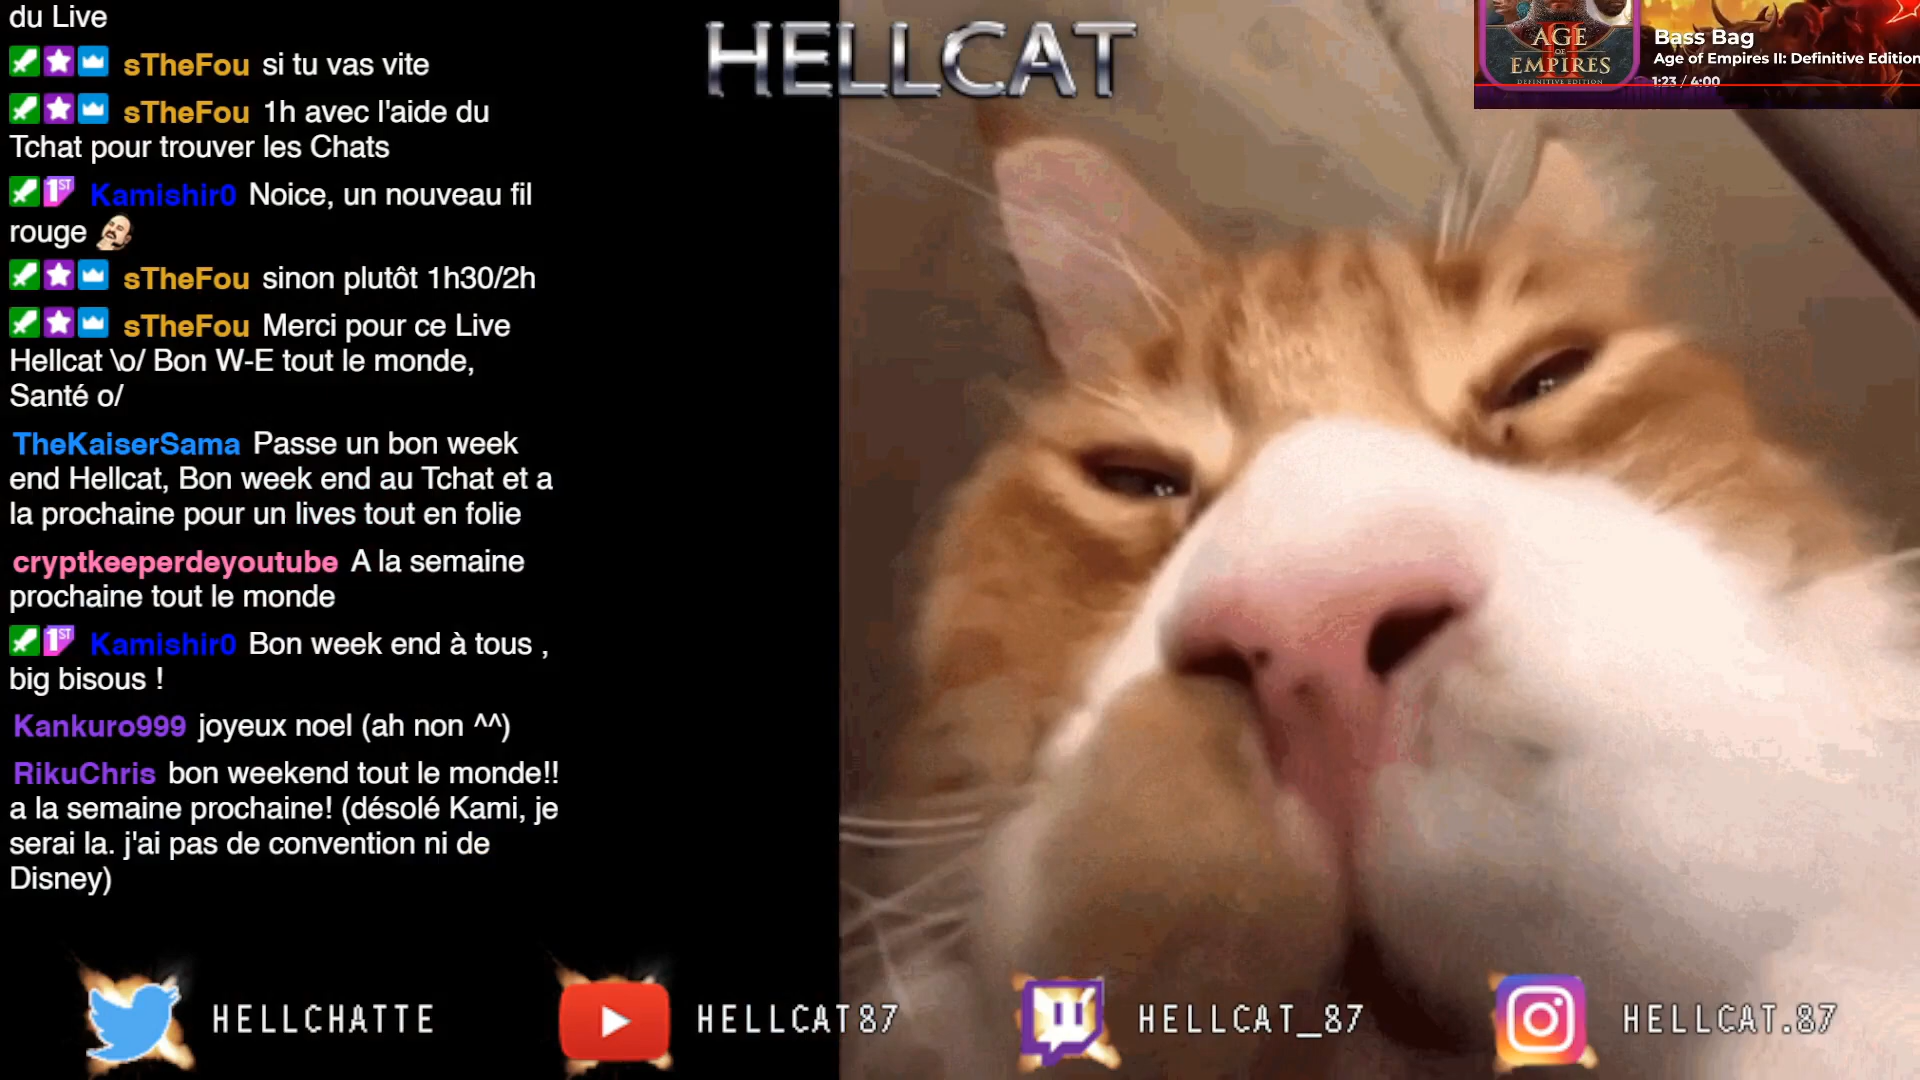 du Live
sTheFou si tu vas vite
sTheFou 1h avec l'aide du
Tchat pour trouver les Chats
1ST Kamishir0 Noice, un nouveau fil
rouge
sTheFou sinon plutôt 1h30/2h
sTheFou Merci pour ce Live
Hellcat \o/ Bon W-E tout le monde,
Santé o/
TheKaiserSama Passe un bon week
end Hellcat, Bon week end au Tchat et a
la prochaine pour un lives tout en folie
cryptkeeperdeyoutube A la semaine
prochaine tout le monde
1ST Kamishir0 Bon week end à tous ,
big bisous !
Kankuro999 joyeux noel (ah non ^^)
RikuChris bon weekend tout le monde!!
a la semaine prochaine! (désolé Kami, je
serai la. j'ai pas de convention ni de
Disney)
HELLCAT
AGE
OF
EMPIRES
II
DEFINITIVE EDITION
Bass Bag
Age of Empires II: Definitive Edition
1:23 / 4:00
HELLCHATTE
HELLCAT87
HELLCAT_87
HELLCAT.87